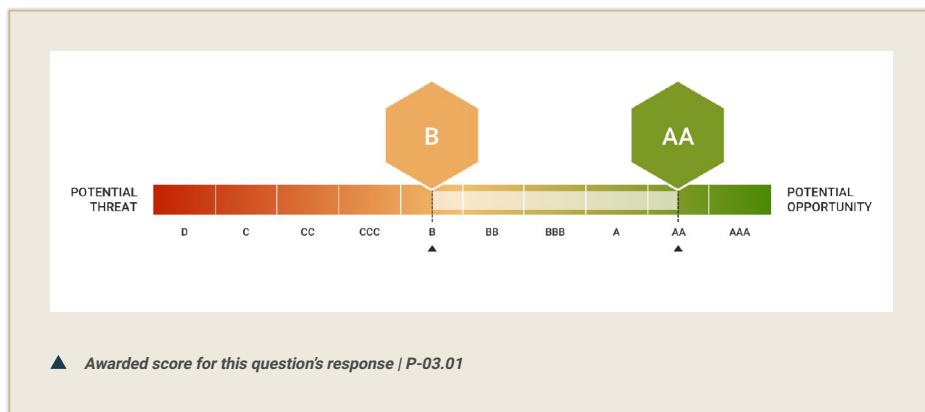 B
AA
POTENTIAL
THREAT
POTENTIAL
OPPORTUNITY
D C CC CCC B BB BBB A AA AAA
Awarded score for this question's response | P-03.01